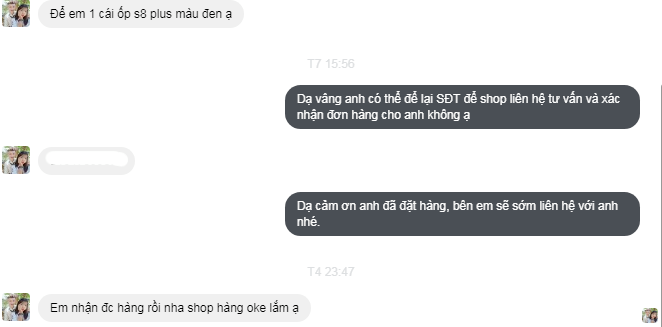 Để em 1 cái ốp s8 plus màu đen ạ
T7 15:56
Dạ vâng anh có thể để lại SĐT để shop liên hệ tư vấn và xác
nhận đơn hàng cho anh không ạ
Dạ cảm ơn anh đã đặt hàng, bên em sẽ sớm liên hệ với anh
nhé.
T4 23:47
Em nhận đc hàng rồi nha shop hàng oke lắm ạ